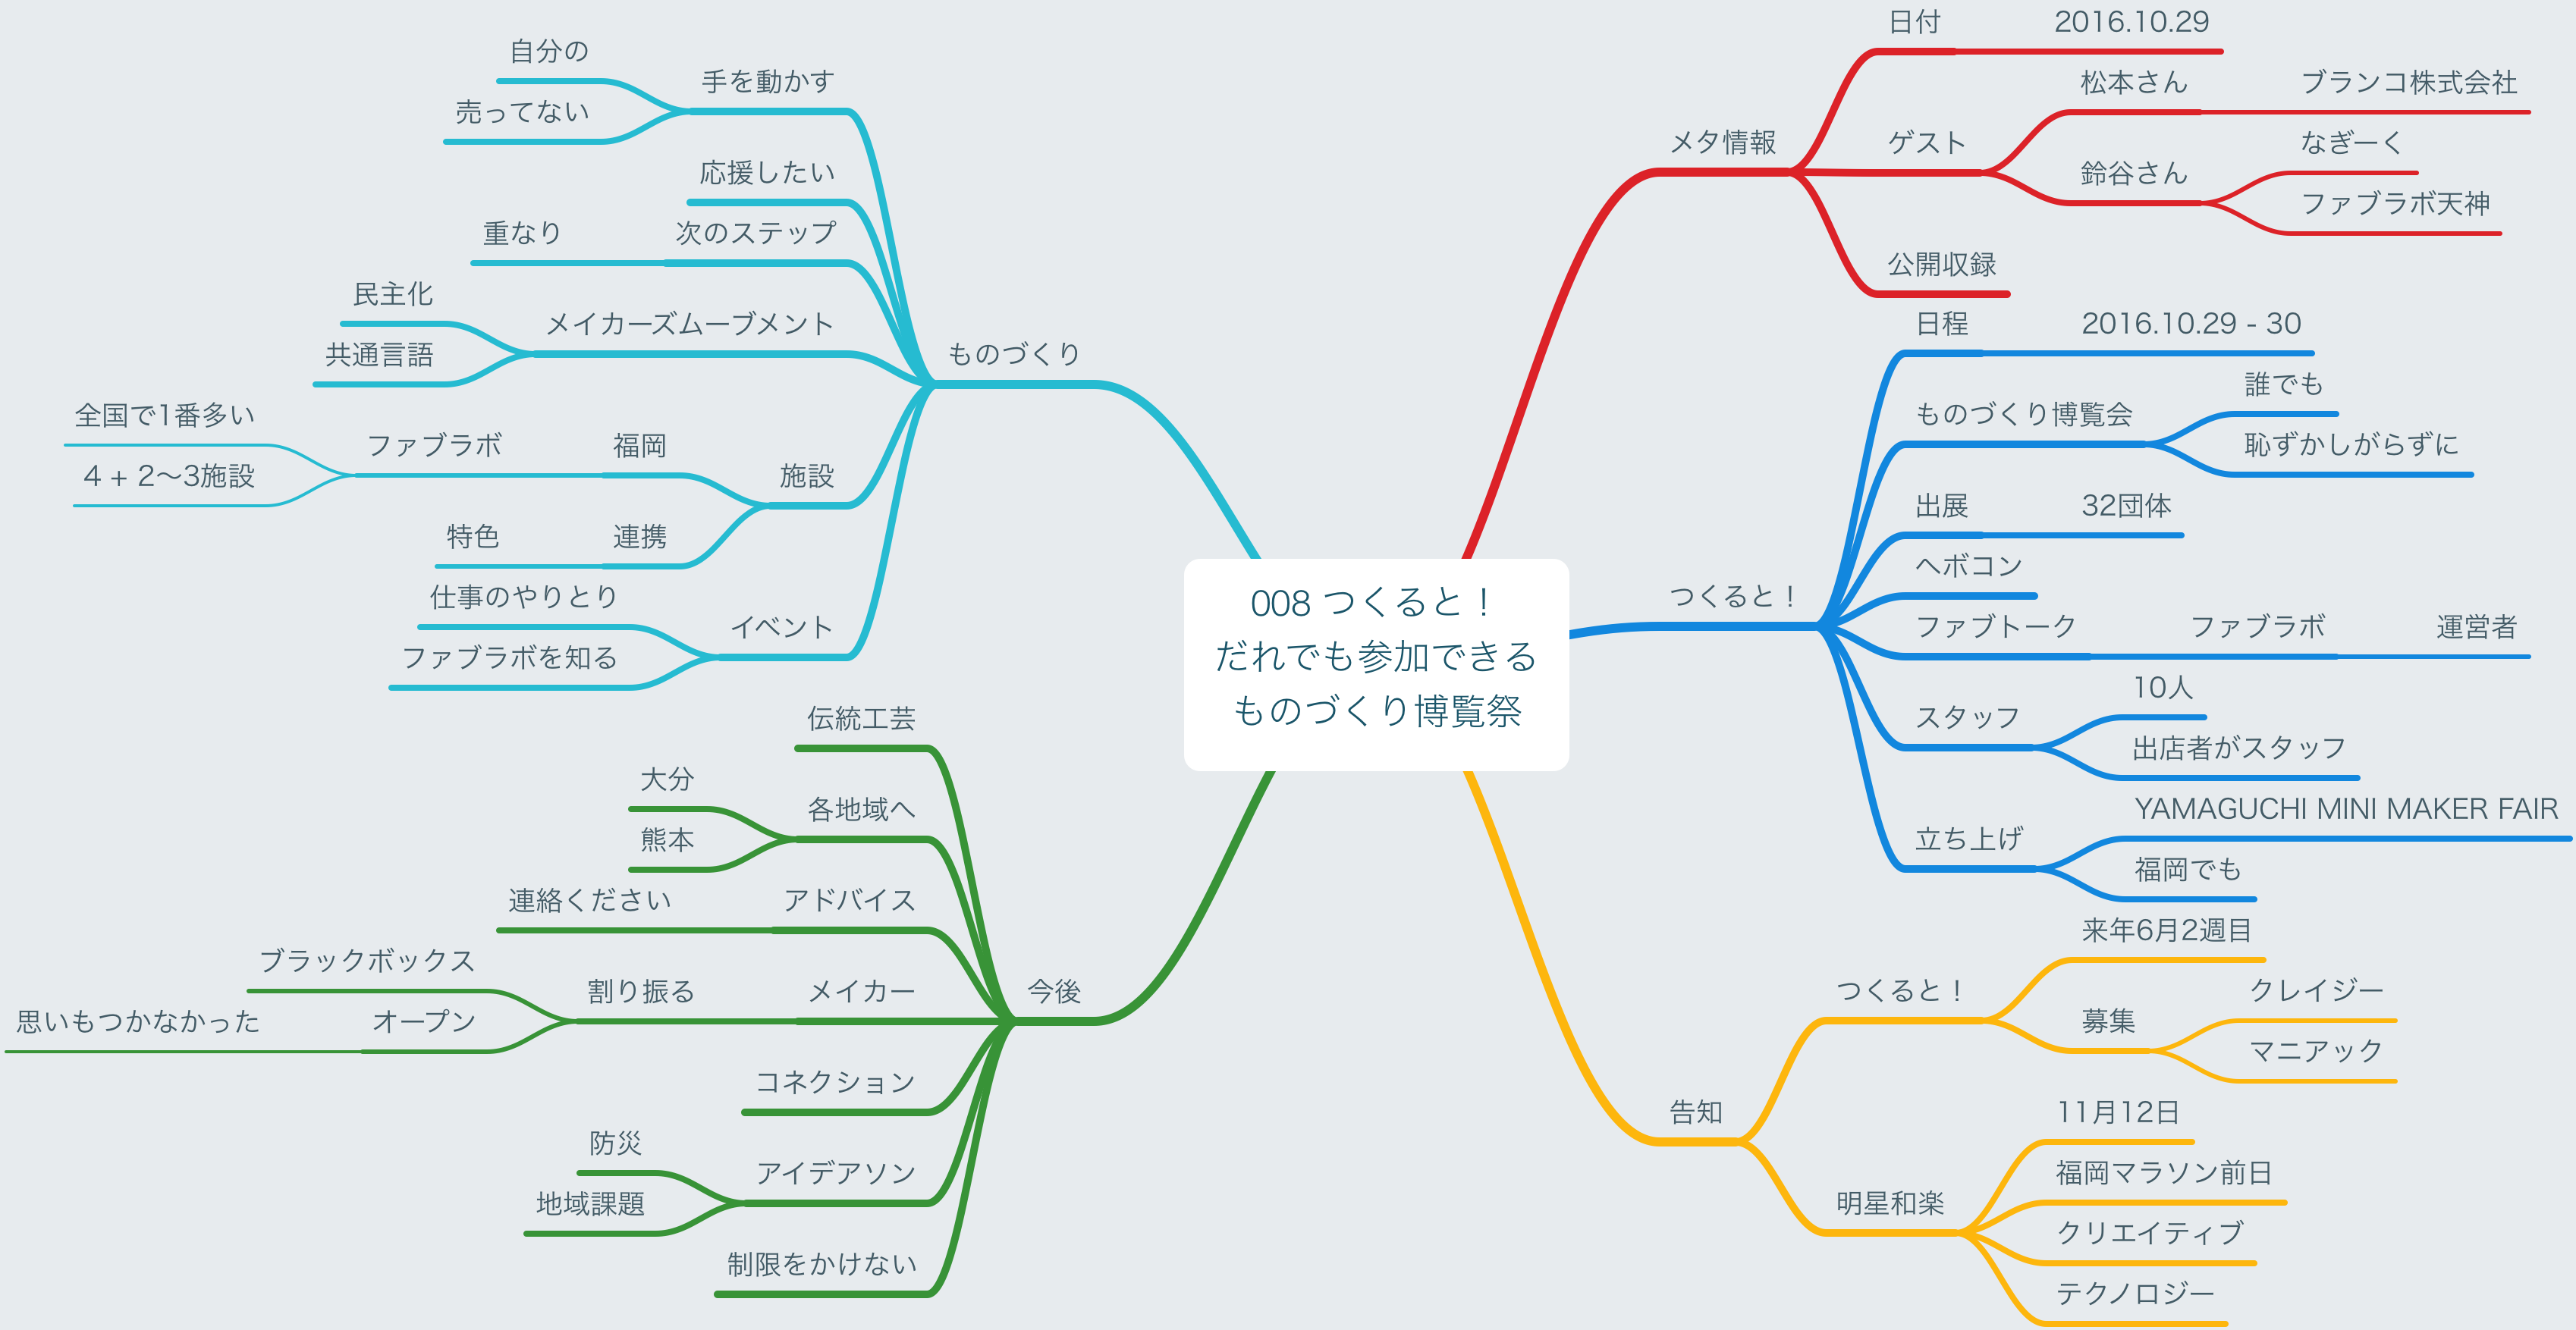 008 つくると！
だれでも参加できる
ものづくり博覧祭
メタ情報
日付
2016.10.29
ゲスト
松本さん
ブランコ株式会社
鈴谷さん
なぎーく
ファブラボ天神
公開収録
つくると！
日程
2016.10.29 - 30
ものづくり博覧会
誰でも
恥ずかしがらずに
出展
32団体
ヘボコン
ファブトーク
ファブラボ
運営者
スタッフ
10人
出店者がスタッフ
立ち上げ
YAMAGUCHI MINI MAKER FAIR
福岡でも
告知
つくると！
来年6月2週目
募集
クレイジー
マニアック
明星和楽
11月12日
福岡マラソン前日
クリエイティブ
テクノロジー
ものづくり
手を動かす
自分の
売ってない
応援したい
次のステップ
重なり
メイカーズムーブメント
民主化
共通言語
施設
福岡
ファブラボ
全国で1番多い
4 + 2〜3施設
連携
特色
イベント
仕事のやりとり
ファブラボを知る
今後
伝統工芸
各地域へ
大分
熊本
アドバイス
連絡ください
メイカー
割り振る
ブラックボックス
オープン
思いもつかなかった
コネクション
アイデアソン
防災
地域課題
制限をかけない